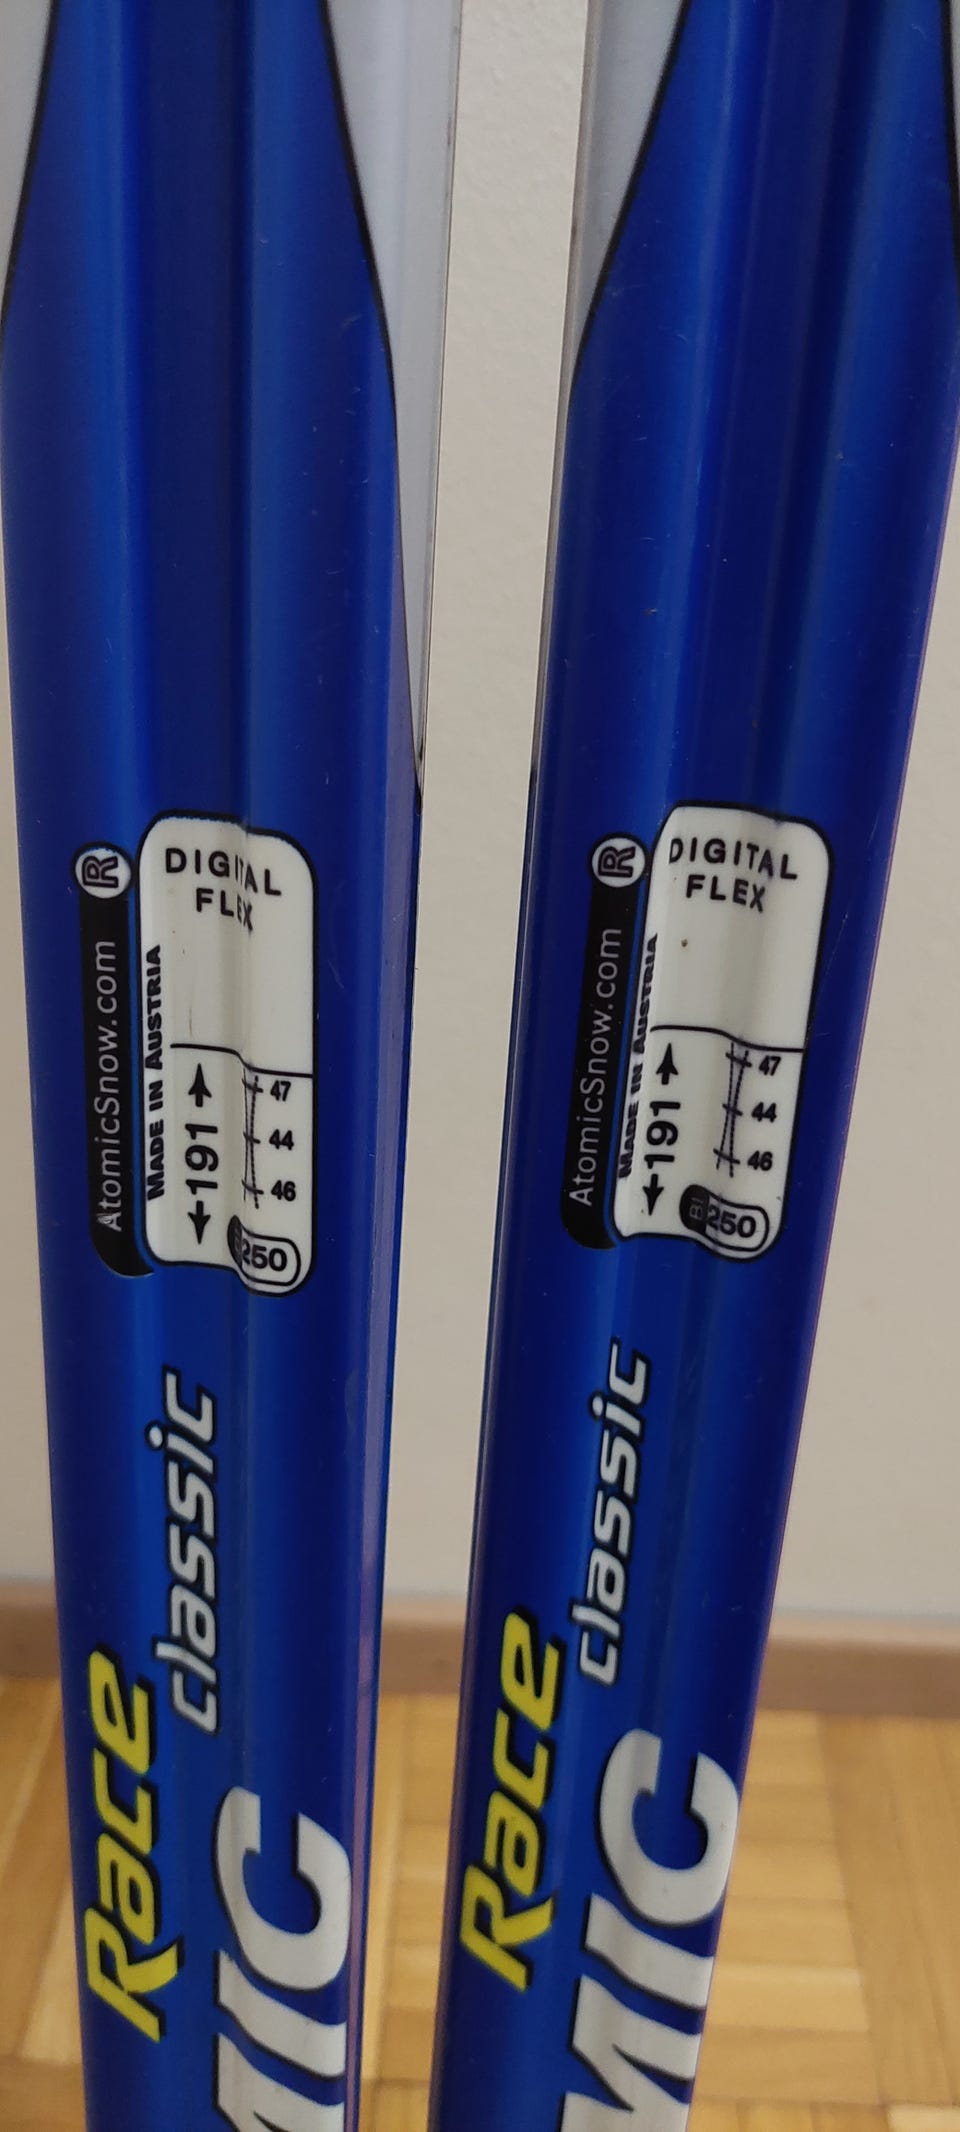 DIGITAL
FLEX
®
AtomicSnow.com
MADE IN AUSTRIA
191
47
44
46
250
classic
Race
MIC
DIGITAL
FLEX
®
AtomicSnow.com
MADE IN AUSTRIA
191
47
44
46
BI 250
classic
Race
MIC